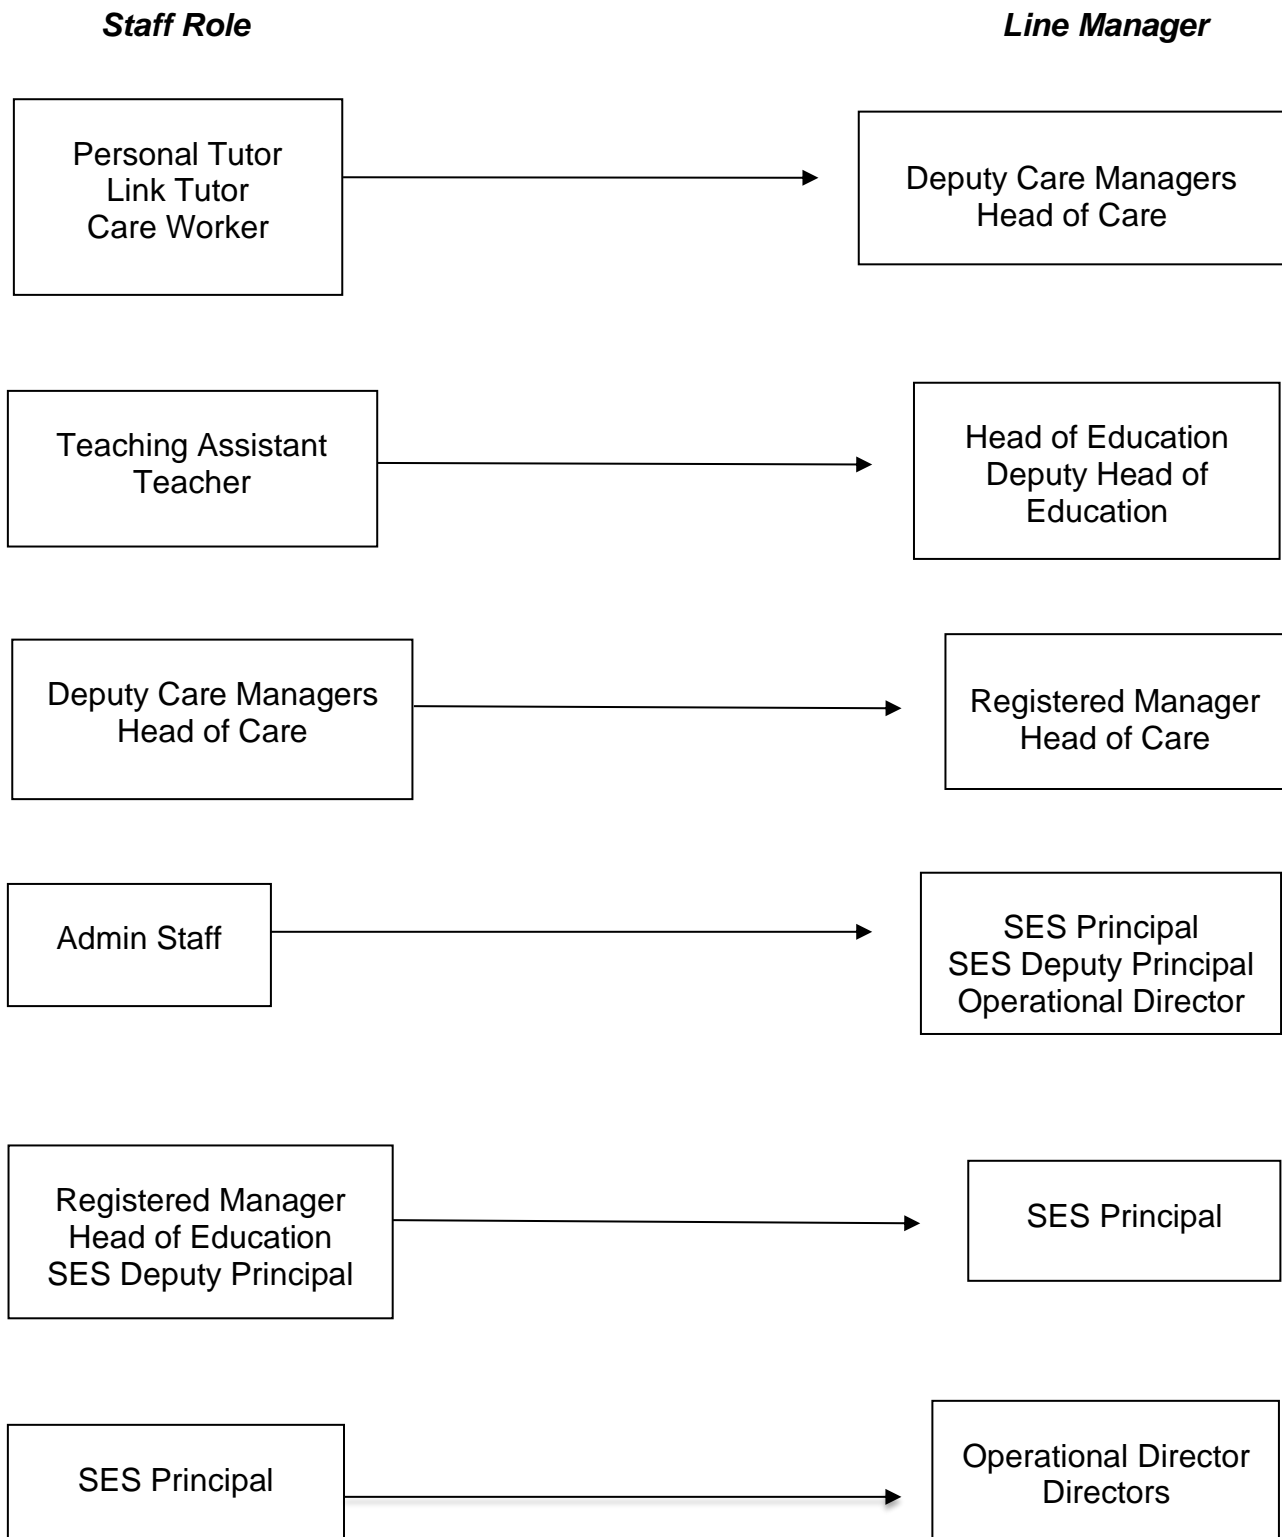 Staff Role
Line Manager
Personal Tutor
Link Tutor
Care Worker
Deputy Care Managers
Head of Care
Teaching Assistant
Teacher
Head of Education
Deputy Head of
Education
Deputy Care Managers
Head of Care
Registered Manager
Head of Care
Admin Staff
SES Principal
SES Deputy Principal
Operational Director
Registered Manager
Head of Education
SES Deputy Principal
SES Principal
SES Principal
Operational Director
Directors